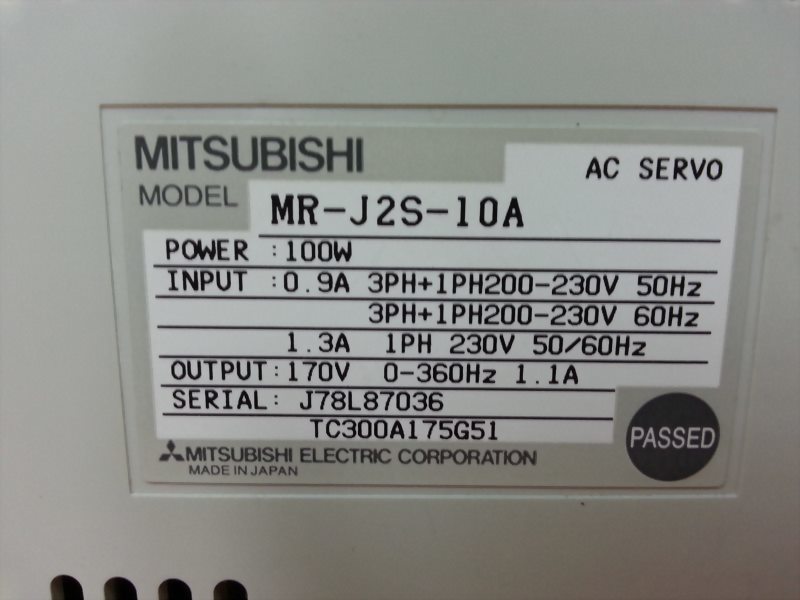 MITSUBISHI
AC SERVO
MODEL MR-J2S-10A
POWER :100W
INPUT :0.9A 3PH+1PH200-230V 50Hz
3PH+1PH200-230V 60Hz
1.3A 1PH 230V 50/60Hz
OUTPUT:170V 0-360Hz 1.1A
SERIAL: J78L87036
TC300A175G51
PASSED
MITSUBISHI ELECTRIC CORPORATION
MADE IN JAPAN